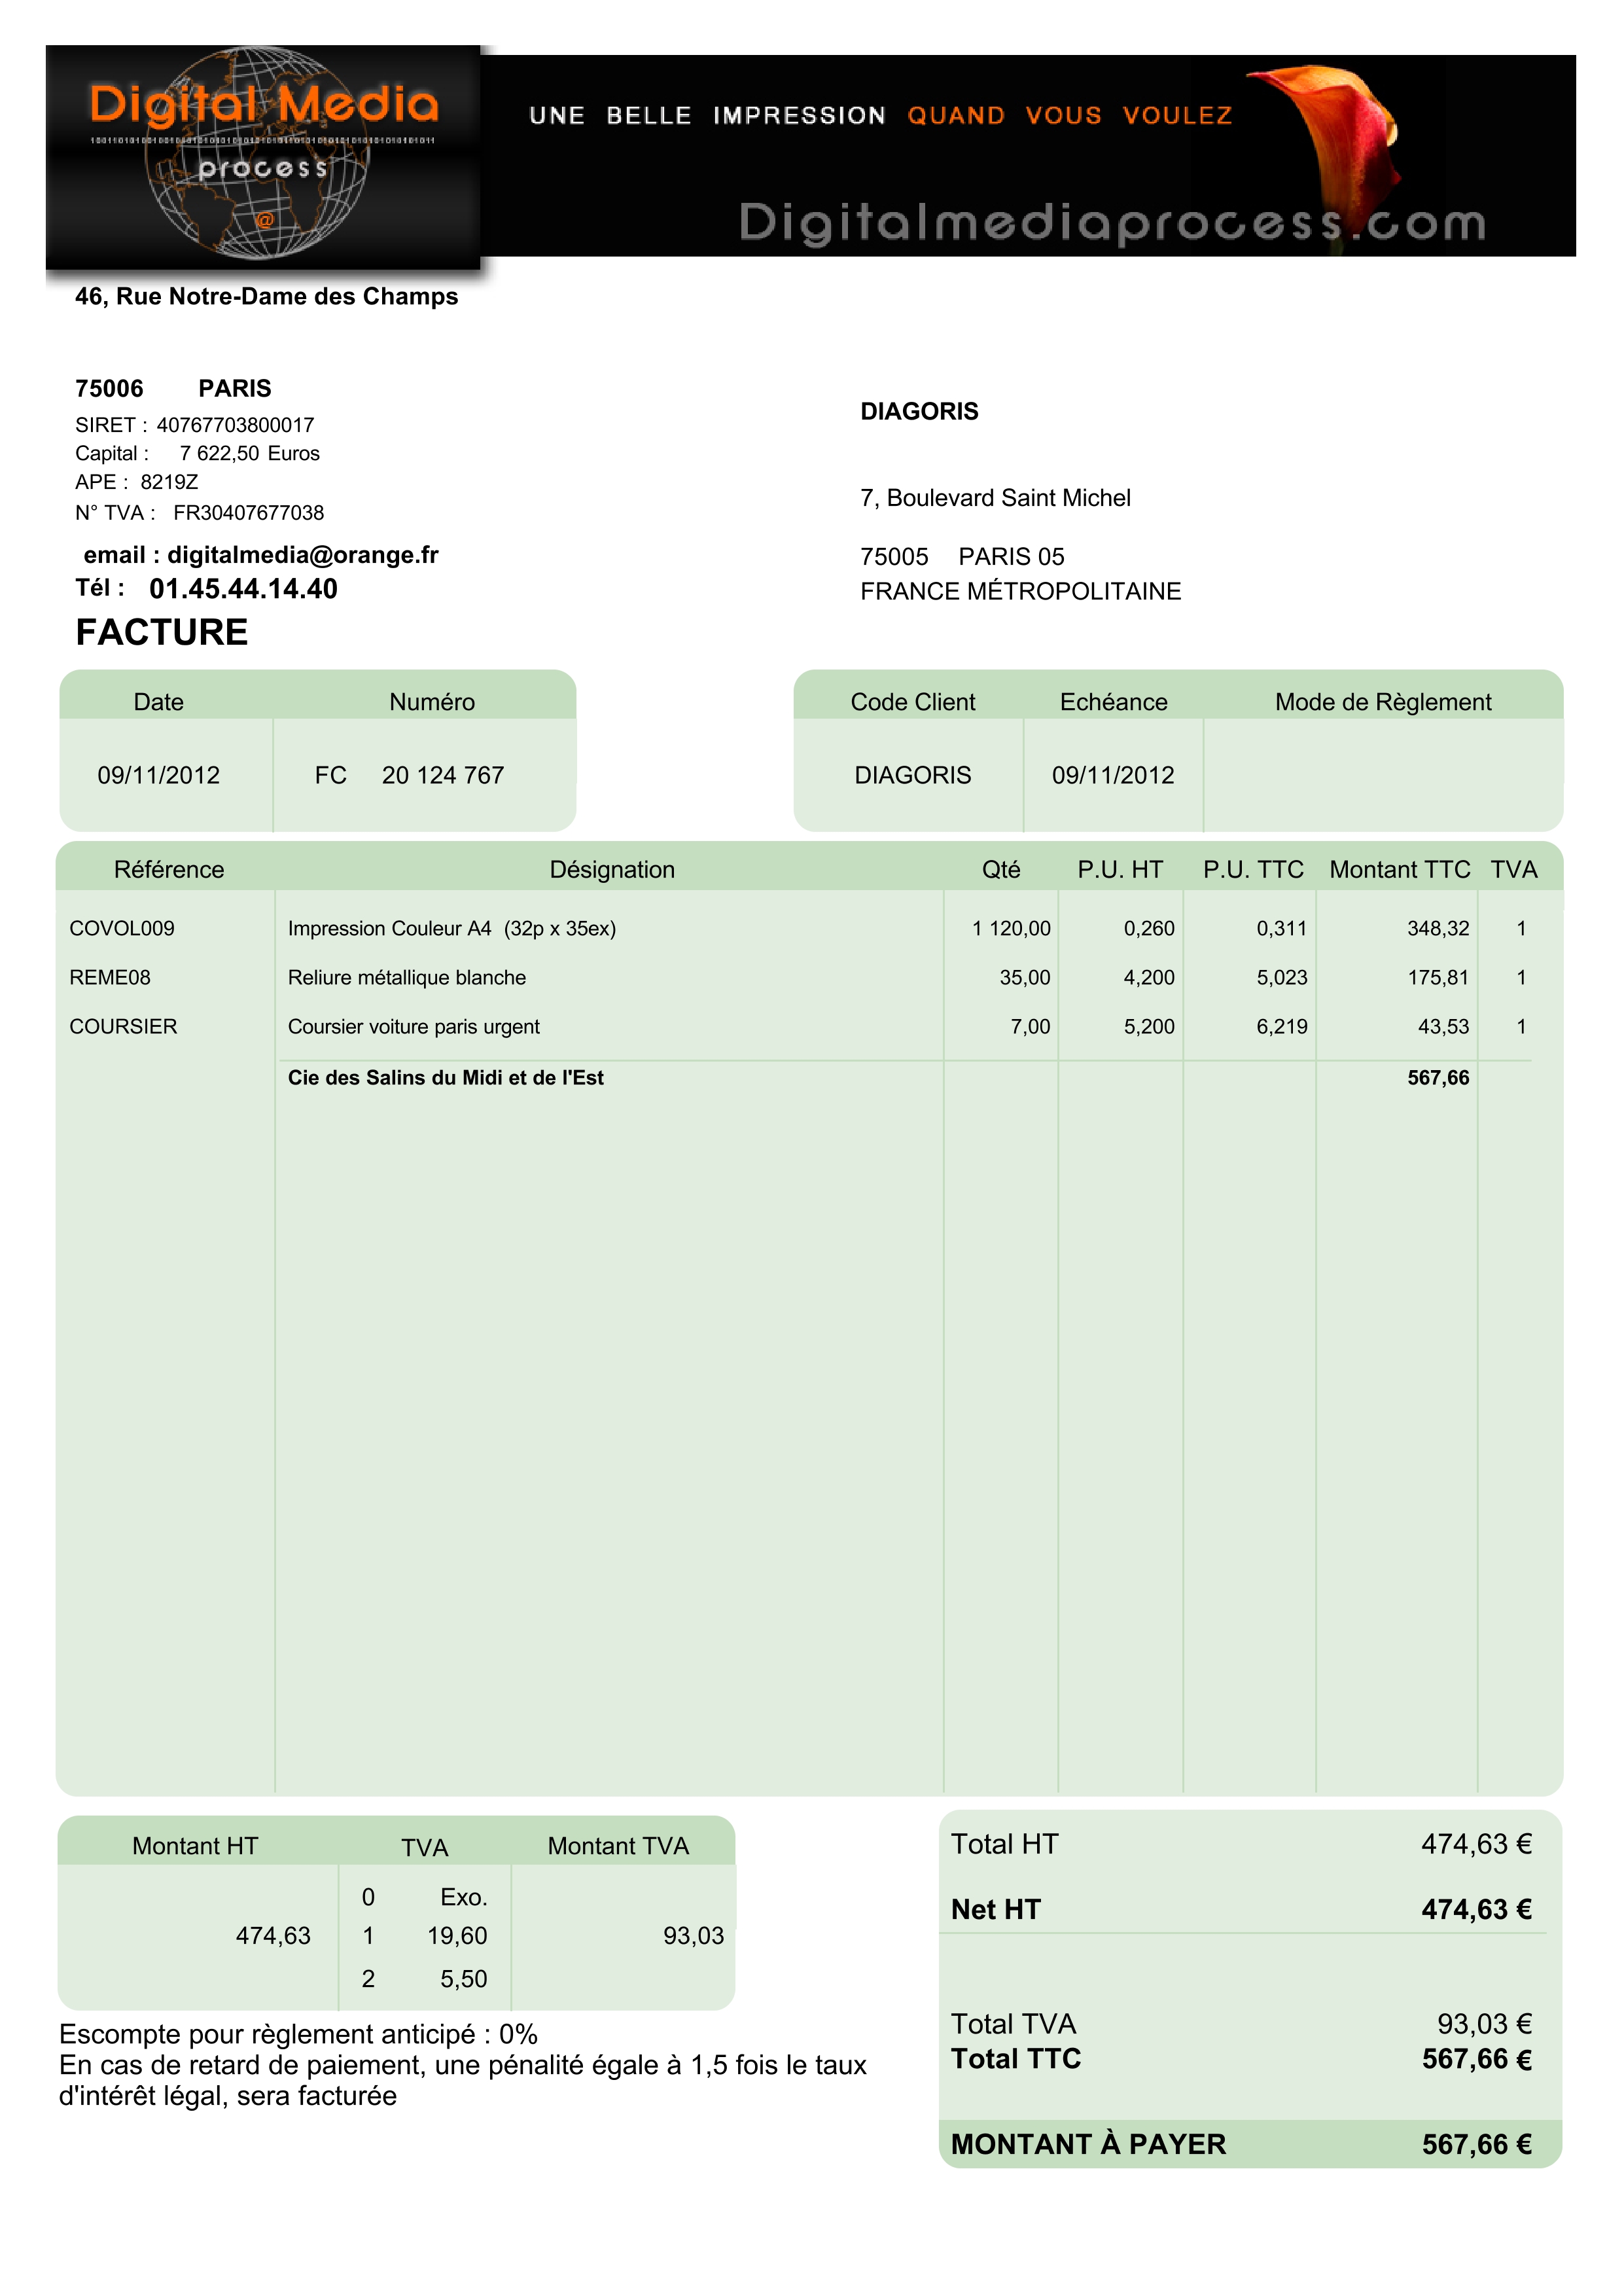 Digital Media
process
@
UNE BELLE IMPRESSION QUAND VOUS VOULEZ
Digitalmediaprocess.com
46, Rue Notre-Dame des Champs
75006 PARIS
SIRET : 40767703800017
Capital : 7 622,50 Euros
APE : 8219Z
N° TVA : FR30407677038
email : digitalmedia@orange.fr
Tél : 01.45.44.14.40
DIAGORIS
7, Boulevard Saint Michel
75005 PARIS 05
FRANCE MÉTROPOLITAINE
FACTURE
Date Numéro
09/11/2012 FC 20 124 767
Code Client Echéance Mode de Règlement
DIAGORIS 09/11/2012
Référence Désignation Qté P.U. HT P.U. TTC Montant TTC TVA
COVOL009 Impression Couleur A4 (32p x 35ex) 1 120,00 0,260 0,311 348,32 1
REME08 Reliure métallique blanche 35,00 4,200 5,023 175,81 1
COURSIER Coursier voiture paris urgent 7,00 5,200 6,219 43,53 1
Cie des Salins du Midi et de l'Est 567,66
Montant HT TVA Montant TVA
0 Exo.
474,63 1 19,60 93,03
2 5,50
Escompte pour règlement anticipé : 0%
En cas de retard de paiement, une pénalité égale à 1,5 fois le taux
d'intérêt légal, sera facturée
Total HT 474,63 €
Net HT 474,63 €
Total TVA 93,03 €
Total TTC 567,66 €
MONTANT À PAYER 567,66 €